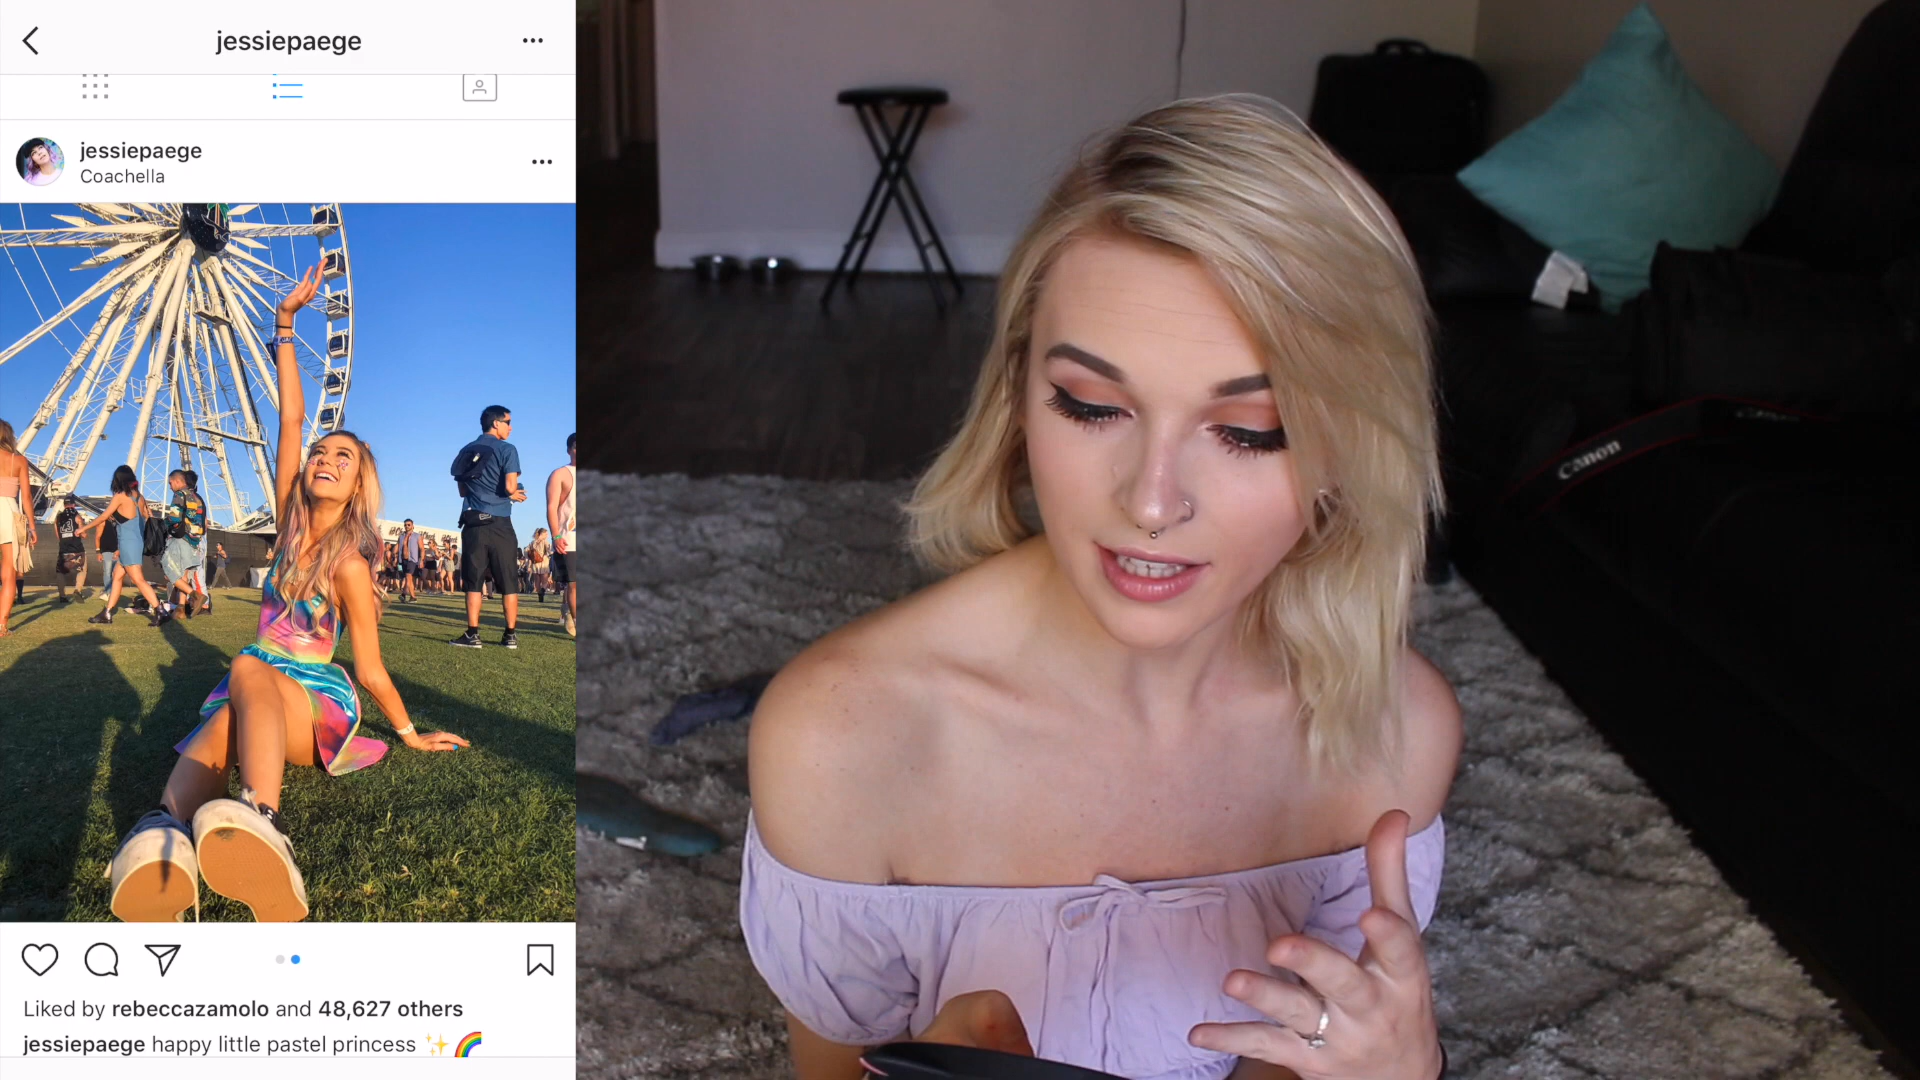 jessiepaege
jessiepaege
Coachella
Liked by rebeccazamolo and 48,627 others
jessiepaege happy little pastel princess ✨ 🌈
Canon